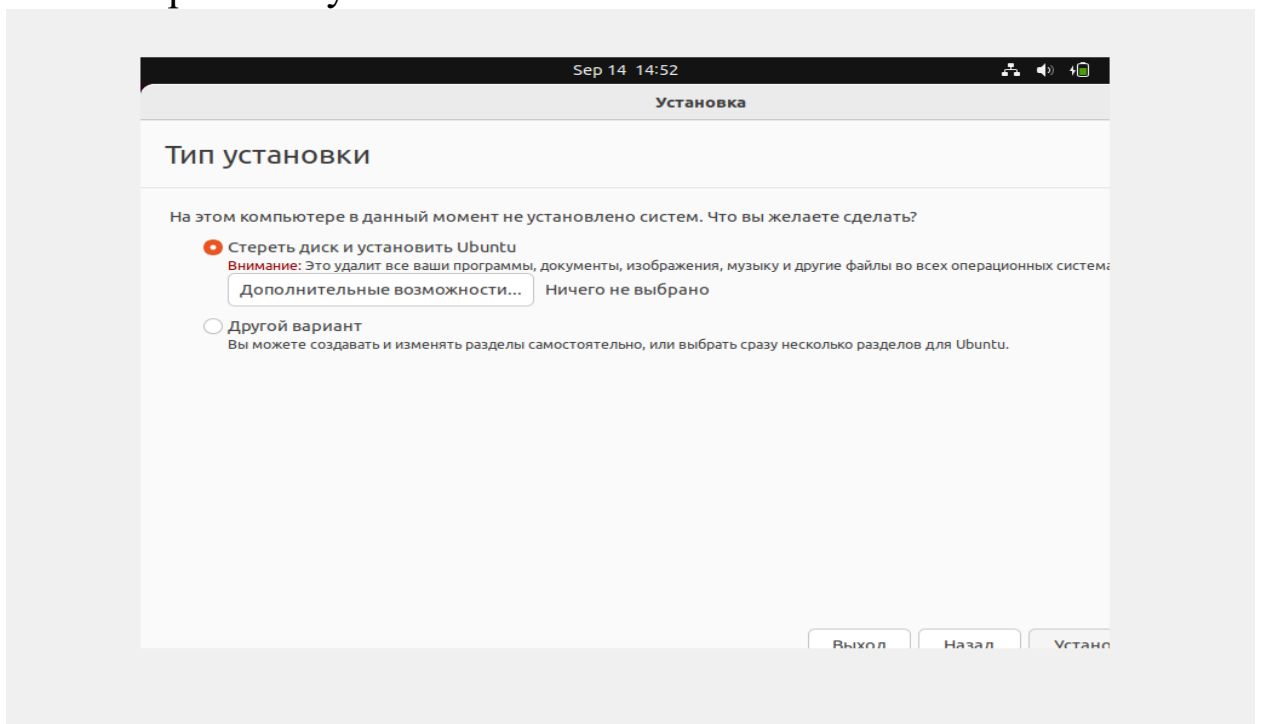 Sep 14 14:52
Установка
Тип установки
На этом компьютере в данный момент не установлено систем. Что вы желаете сделать?
Стереть диск и установить Ubuntu
Внимание: Это удалит все ваши программы, документы, изображения, музыку и другие файлы во всех операционных система
Дополнительные возможности... Ничего не выбрано
Другой вариант
Вы можете создавать и изменять разделы самостоятельно, или выбрать сразу несколько разделов для Ubuntu.
Выход Назад Устано